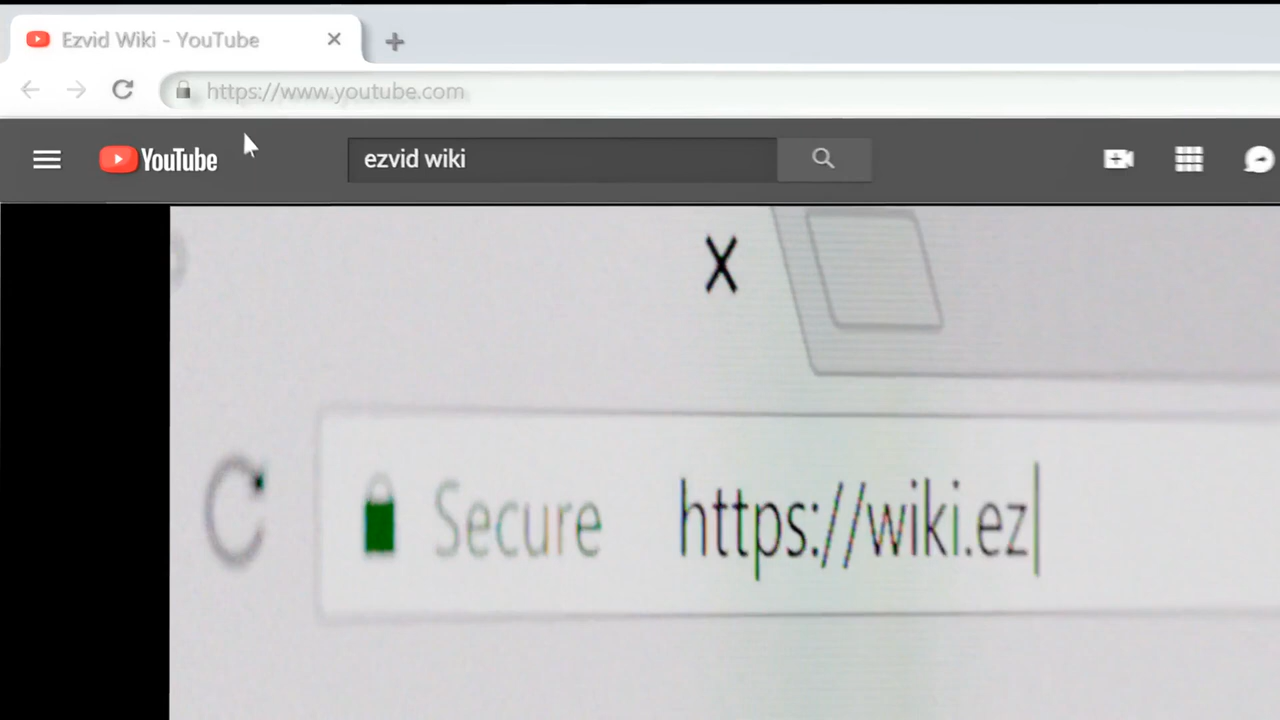 Ezvid Wiki - YouTube
https://www.youtube.com
YouTube
ezvid wiki
X
Secure https://wiki.ez